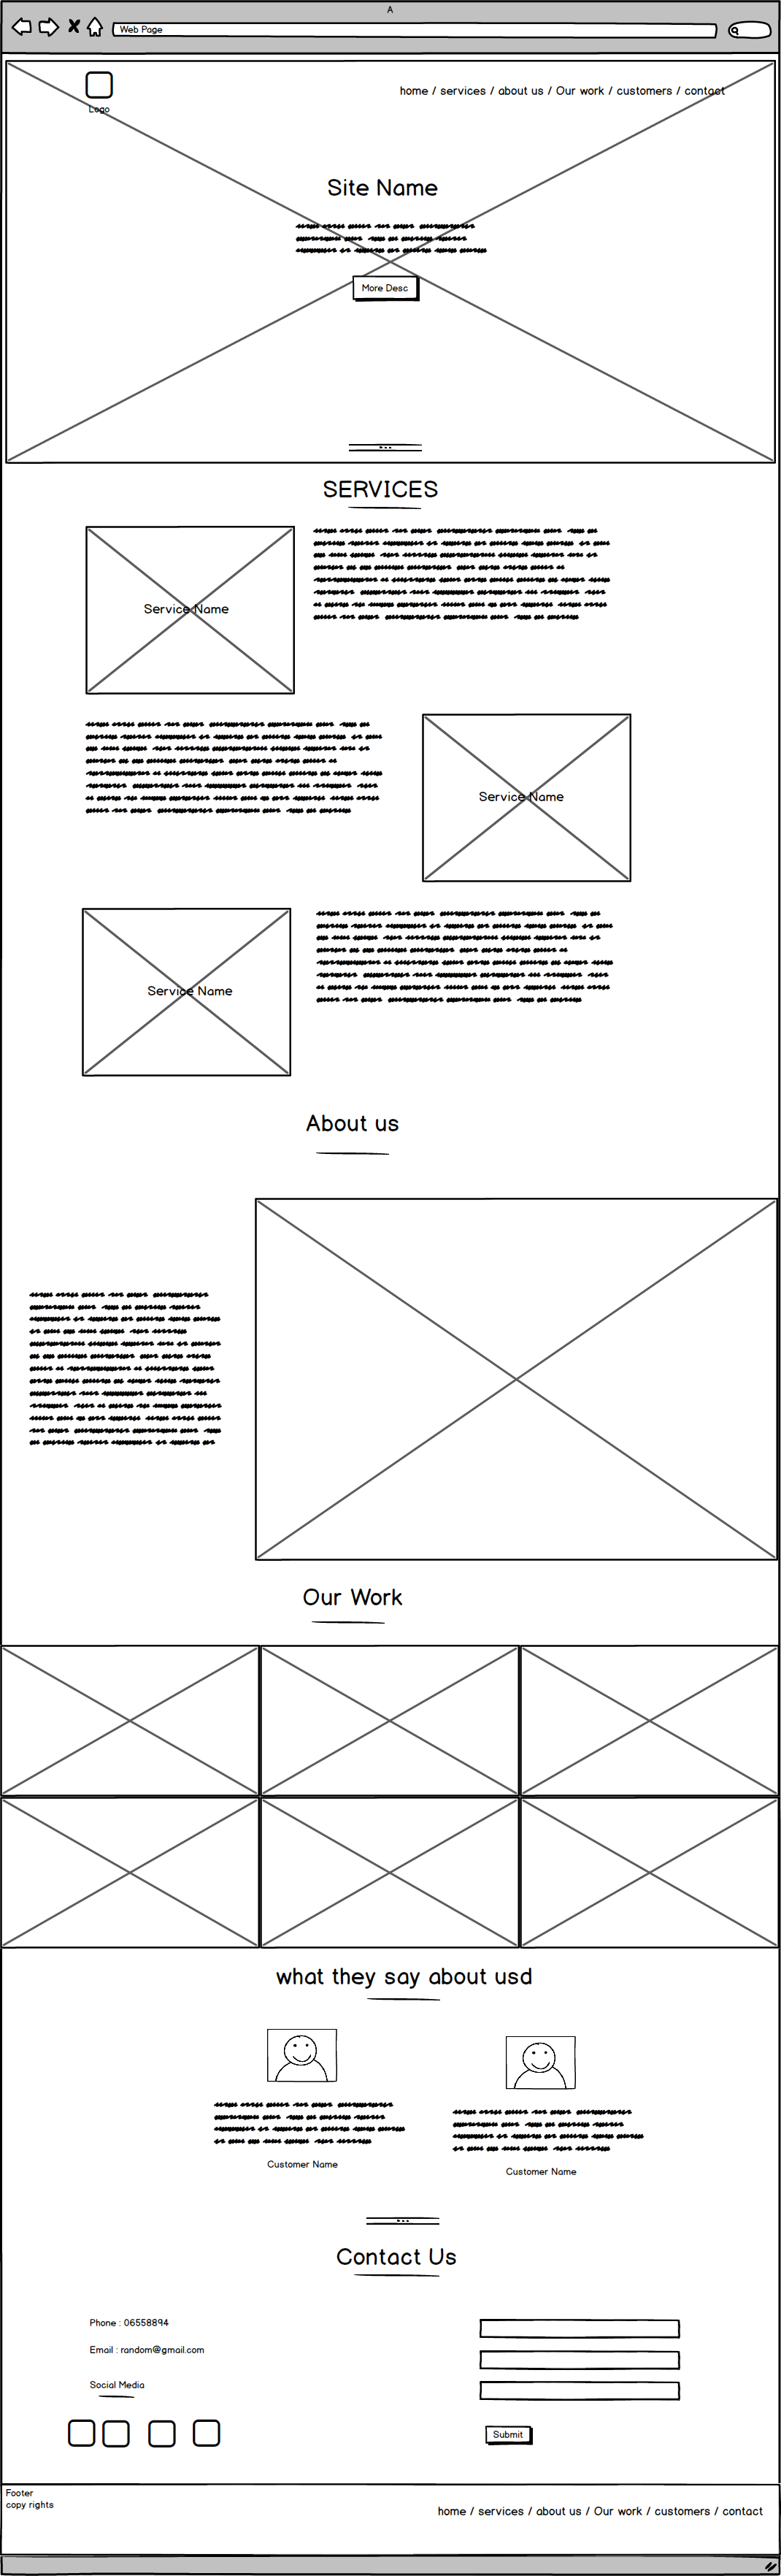 A
Web Page
home / services / about us / Our work / customers / contact
Logo
Site Name
More Desc
SERVICES
Service Name
Service Name
Service Name
About us
Our Work
what they say about usd
Customer Name
Customer Name
Contact Us
Phone : 06558894
Email : random@gmail.com
Social Media
Submit
Footer
copy rights
home / services / about us / Our work / customers / contact